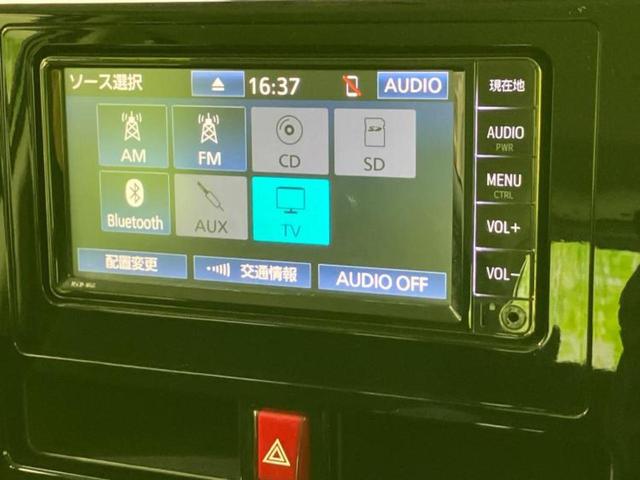 ソース選択
16:37
AUDIO
現在地
AM
FM
CD
SD
AUDIO
PWR
MENU
CTRL
Bluetooth
AUX
TV
VOL+
配置変更
交通情報
AUDIO OFF
VOL−